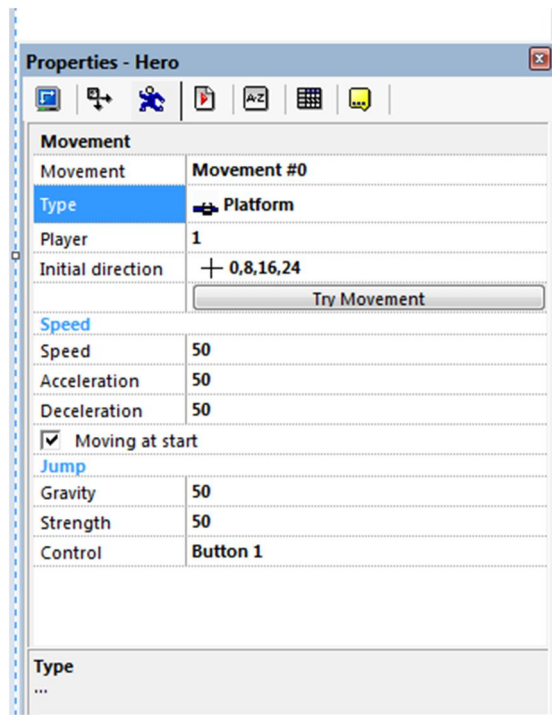 Properties - Hero
A-Z
Movement
Movement Movement #0
Type Platform
Player 1
Initial direction 0,8,16,24
Try Movement
Speed
Speed 50
Acceleration 50
Deceleration 50
Moving at start
Jump
Gravity 50
Strength 50
Control Button 1
Type
...